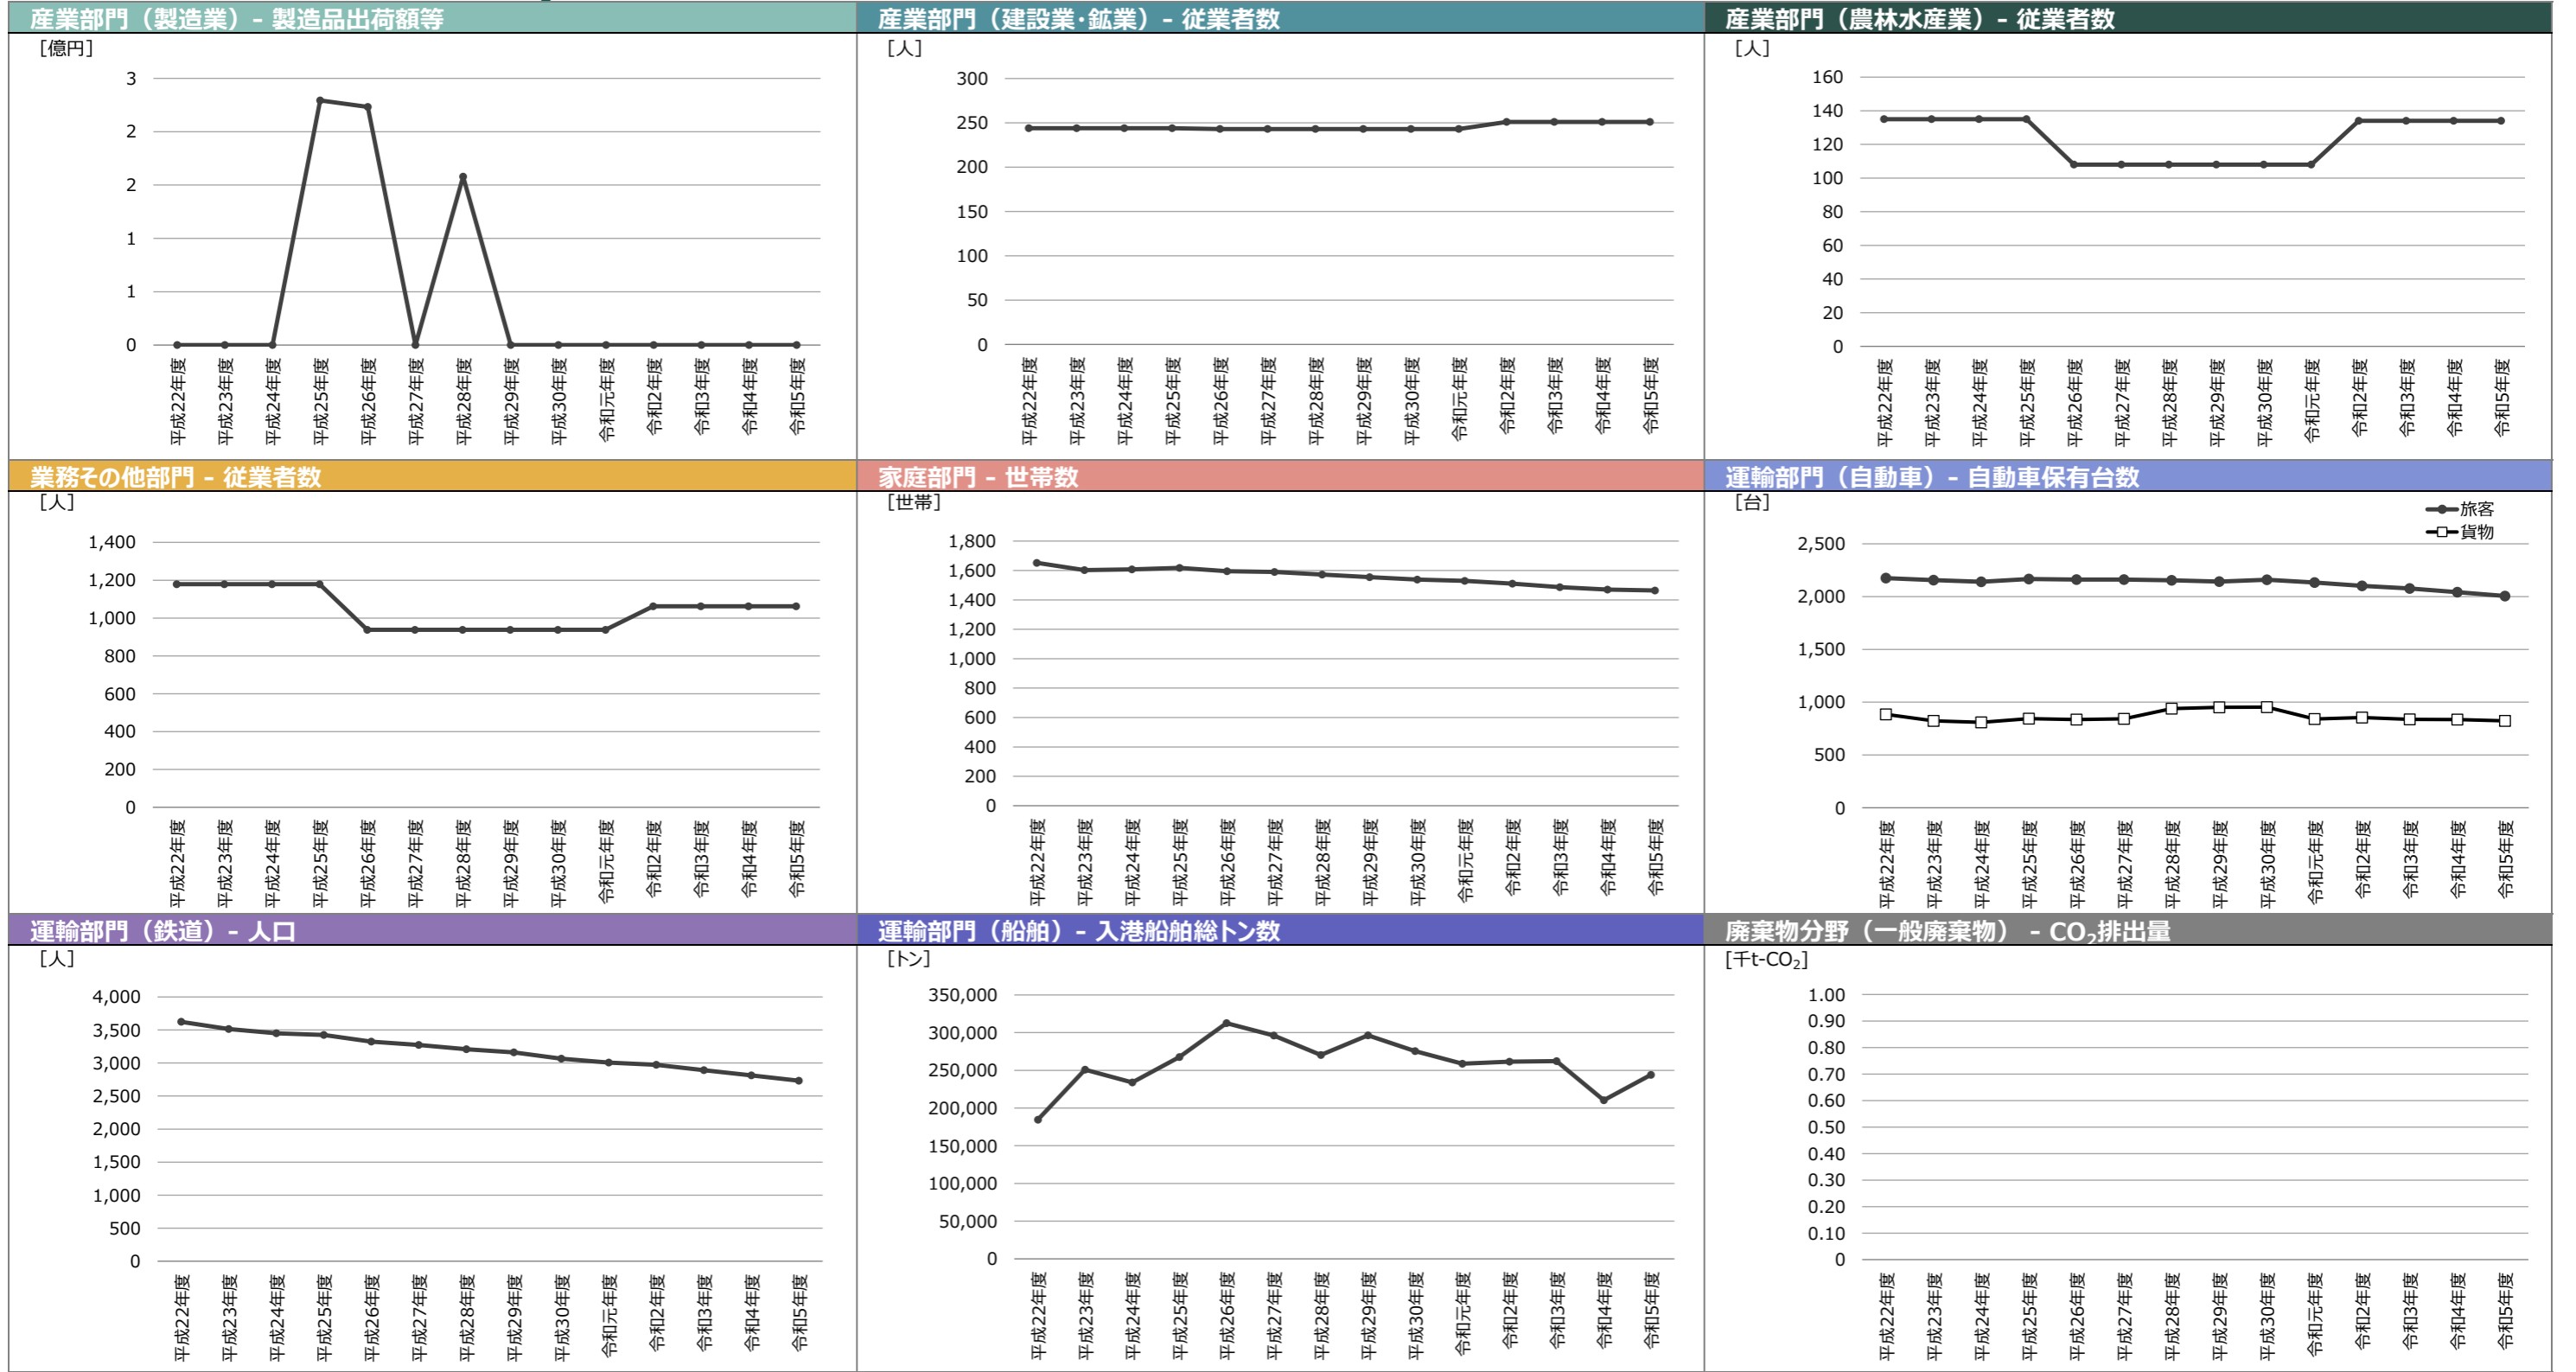 産業部門（製造業）- 製造品出荷額等
[億円]
3
2
2
1
1
0
平成22年度
平成23年度
平成24年度
平成25年度
平成26年度
平成27年度
平成28年度
平成29年度
平成30年度
令和元年度
令和2年度
令和3年度
令和4年度
令和5年度
産業部門（建設業･鉱業）- 従業者数
[人]
300
250
200
150
100
50
0
平成22年度
平成23年度
平成24年度
平成25年度
平成26年度
平成27年度
平成28年度
平成29年度
平成30年度
令和元年度
令和2年度
令和3年度
令和4年度
令和5年度
産業部門（農林水産業）- 従業者数
[人]
160
140
120
100
80
60
40
20
0
平成22年度
平成23年度
平成24年度
平成25年度
平成26年度
平成27年度
平成28年度
平成29年度
平成30年度
令和元年度
令和2年度
令和3年度
令和4年度
令和5年度
業務その他部門 - 従業者数
[人]
1,400
1,200
1,000
800
600
400
200
0
平成22年度
平成23年度
平成24年度
平成25年度
平成26年度
平成27年度
平成28年度
平成29年度
平成30年度
令和元年度
令和2年度
令和3年度
令和4年度
令和5年度
家庭部門 - 世帯数
[世帯]
1,800
1,600
1,400
1,200
1,000
800
600
400
200
0
平成22年度
平成23年度
平成24年度
平成25年度
平成26年度
平成27年度
平成28年度
平成29年度
平成30年度
令和元年度
令和2年度
令和3年度
令和4年度
令和5年度
運輸部門（自動車）- 自動車保有台数
[台]
旅客
貨物
2,500
2,000
1,500
1,000
500
0
平成22年度
平成23年度
平成24年度
平成25年度
平成26年度
平成27年度
平成28年度
平成29年度
平成30年度
令和元年度
令和2年度
令和3年度
令和4年度
令和5年度
運輸部門（鉄道）- 人口
[人]
4,000
3,500
3,000
2,500
2,000
1,500
1,000
500
0
平成22年度
平成23年度
平成24年度
平成25年度
平成26年度
平成27年度
平成28年度
平成29年度
平成30年度
令和元年度
令和2年度
令和3年度
令和4年度
令和5年度
運輸部門（船舶）- 入港船舶総トン数
[トン]
350,000
300,000
250,000
200,000
150,000
100,000
50,000
0
平成22年度
平成23年度
平成24年度
平成25年度
平成26年度
平成27年度
平成28年度
平成29年度
平成30年度
令和元年度
令和2年度
令和3年度
令和4年度
令和5年度
廃棄物分野（一般廃棄物） - CO₂排出量
[千t-CO₂]
1.00
0.90
0.80
0.70
0.60
0.50
0.40
0.30
0.20
0.10
0
平成22年度
平成23年度
平成24年度
平成25年度
平成26年度
平成27年度
平成28年度
平成29年度
平成30年度
令和元年度
令和2年度
令和3年度
令和4年度
令和5年度